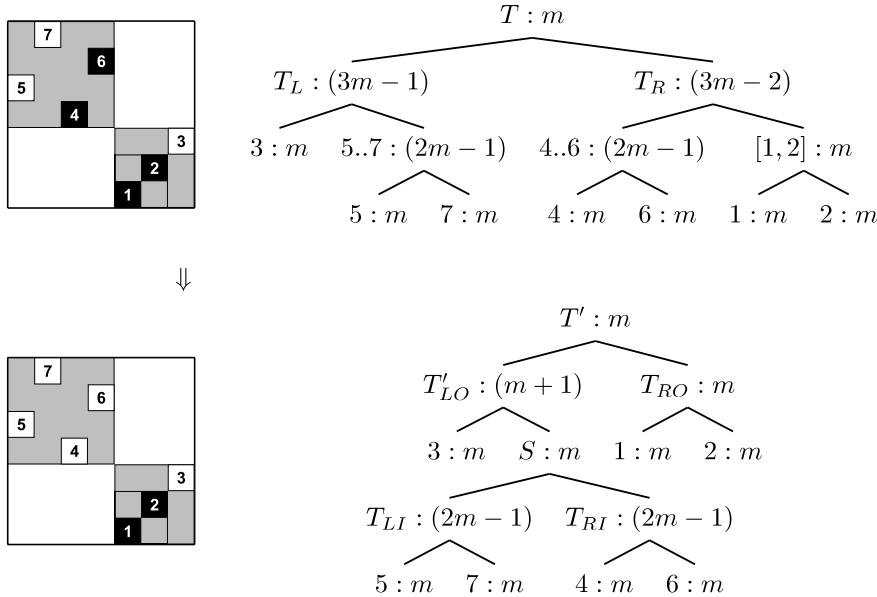 7
6
5
4
3
2
1
T : m
T_L : (3m − 1) T_R : (3m − 2)
3 : m 5..7 : (2m − 1) 4..6 : (2m − 1) [1, 2] : m
5 : m 7 : m 4 : m 6 : m 1 : m 2 : m
⇓
7
6
5
4
3
2
1
T′ : m
T′_LO : (m + 1) T_RO : m
3 : m S : m 1 : m 2 : m
T_LI : (2m − 1) T_RI : (2m − 1)
5 : m 7 : m 4 : m 6 : m